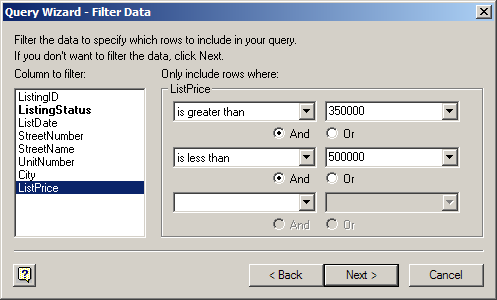 Query Wizard - Filter Data
Filter the data to specify which rows to include in your query.
If you don't want to filter the data, click Next.
Column to filter:
Only include rows where:
ListingID
ListingStatus
ListDate
StreetNumber
StreetName
UnitNumber
City
ListPrice
ListPrice
is greater than 350000
And Or
is less than 500000
And Or
And Or
? < Back Next > Cancel